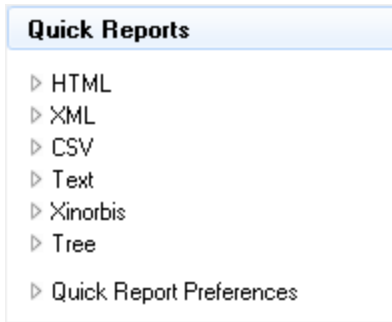 Quick Reports
HTML
XML
CSV
Text
Xinorbis
Tree
Quick Report Preferences